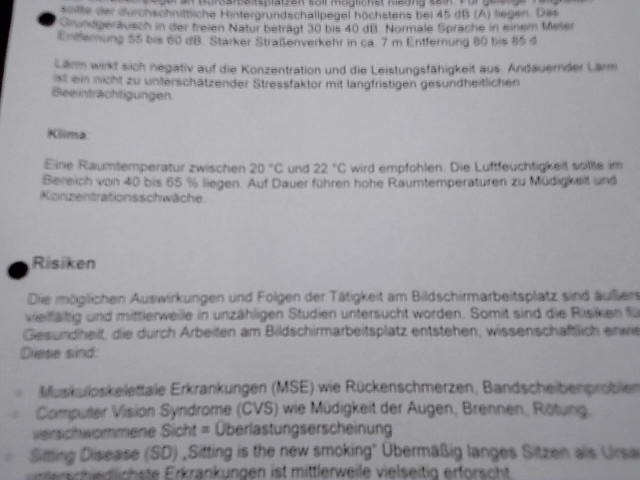 an Büroarbeitsplätzen soll möglichst niedrig sein. Für geistige Tätigkeiten
sollte der durchschnittliche Hintergrundschallpegel höchstens bei 45 dB (A) liegen. Das
Grundgeräusch in der freien Natur beträgt 30 bis 40 dB. Normale Sprache in einem Meter
Entfernung 55 bis 60 dB. Starker Straßenverkehr in ca. 7 m Entfernung 80 bis 85 d
Lärm wirkt sich negativ auf die Konzentration und die Leistungsfähigkeit aus. Andauernder Lärm
ist ein nicht zu unterschätzender Stressfaktor mit langfristigen gesundheitlichen
Beeinträchtigungen.
Klima:
Eine Raumtemperatur zwischen 20 °C und 22 °C wird empfohlen. Die Luftfeuchtigkeit sollte im
Bereich von 40 bis 65 % liegen. Auf Dauer führen hohe Raumtemperaturen zu Müdigkeit und
Konzentrationsschwäche.
Risiken
Die möglichen Auswirkungen und Folgen der Tätigkeit am Bildschirmarbeitsplatz sind äußers
vielfältig und mittlerweile in unzähligen Studien untersucht worden. Somit sind die Risiken fü
Gesundheit, die durch Arbeiten am Bildschirmarbeitsplatz entstehen, wissenschaftlich erwie
Diese sind:
Muskuloskelettale Erkrankungen (MSE) wie Rückenschmerzen, Bandscheibenproblem
Computer Vision Syndrome (CVS) wie Müdigkeit der Augen, Brennen, Rötung,
verschwommene Sicht = Überlastungserscheinung
Sitting Disease (SD) „Sitting is the new smoking" Übermäßig langes Sitzen als Ursa
unterschiedlichste Erkrankungen ist mittlerweile vielseitig erforscht